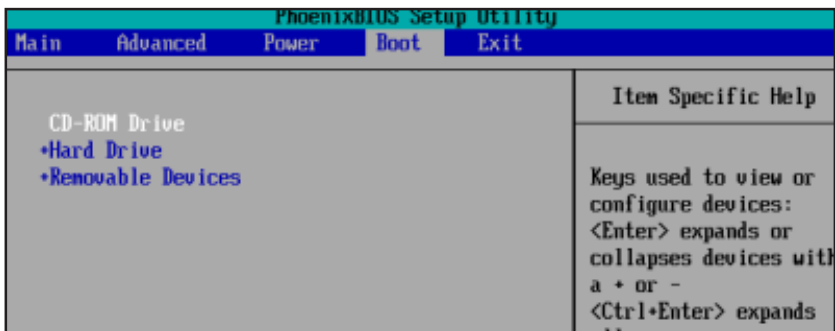 PhoenixBIOS Setup Utility
Main Advanced Power Boot Exit
CD-ROM Drive
+Hard Drive
+Removable Devices
Item Specific Help
Keys used to view or
configure devices:
<Enter> expands or
collapses devices with
a + or -
<Ctrl+Enter> expands